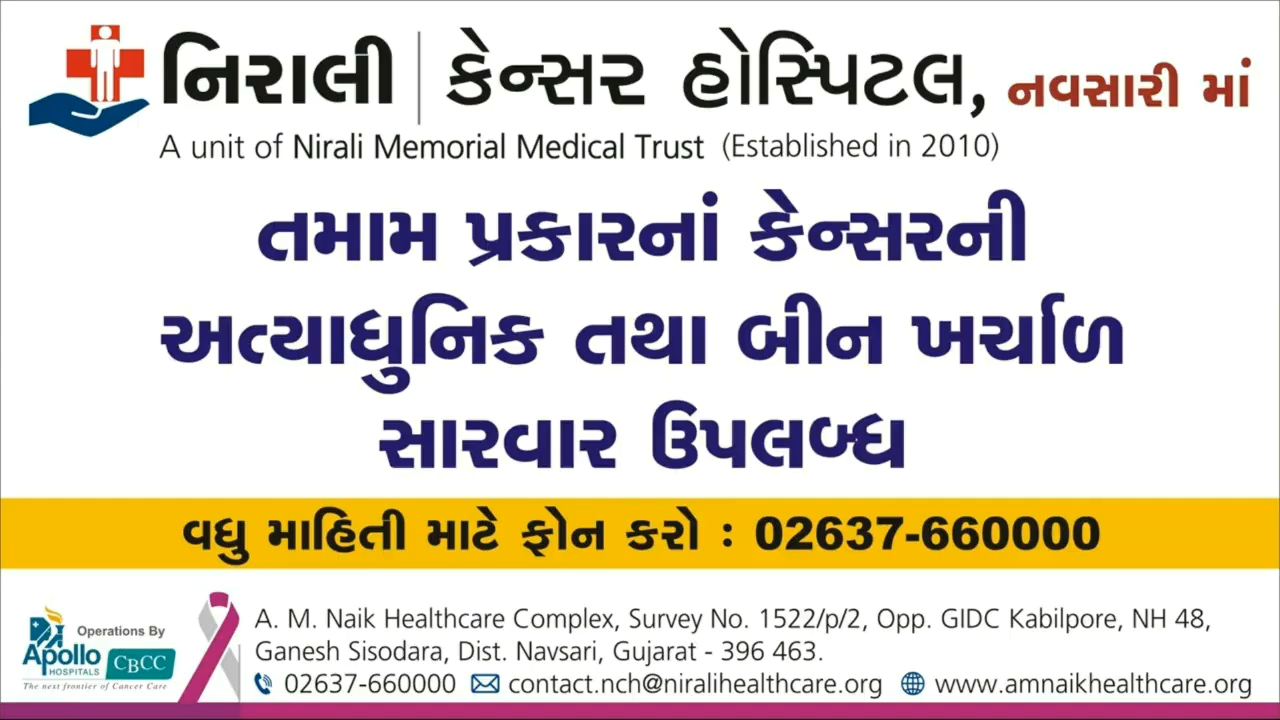 નિરાલી | કેન્સર હોસ્પિટલ, નવસારી માં
A unit of Nirali Memorial Medical Trust (Established in 2010)
તમામ પ્રકારનાં કેન્સરની
અત્યાધુનિક તથા બીન ખર્ચાળ
સારવાર ઉપલબ્ધ
વધુ માહિતી માટે ફોન કરો : 02637-660000
Operations By
Apollo
HOSPITALS
CBCC
The next frontier of Cancer Care
A. M. Naik Healthcare Complex, Survey No. 1522/p/2, Opp. GIDC Kabilpore, NH 48,
Ganesh Sisodara, Dist. Navsari, Gujarat - 396 463.
02637-660000 contact.nch@niralihealthcare.org www.amnaikhealthcare.org